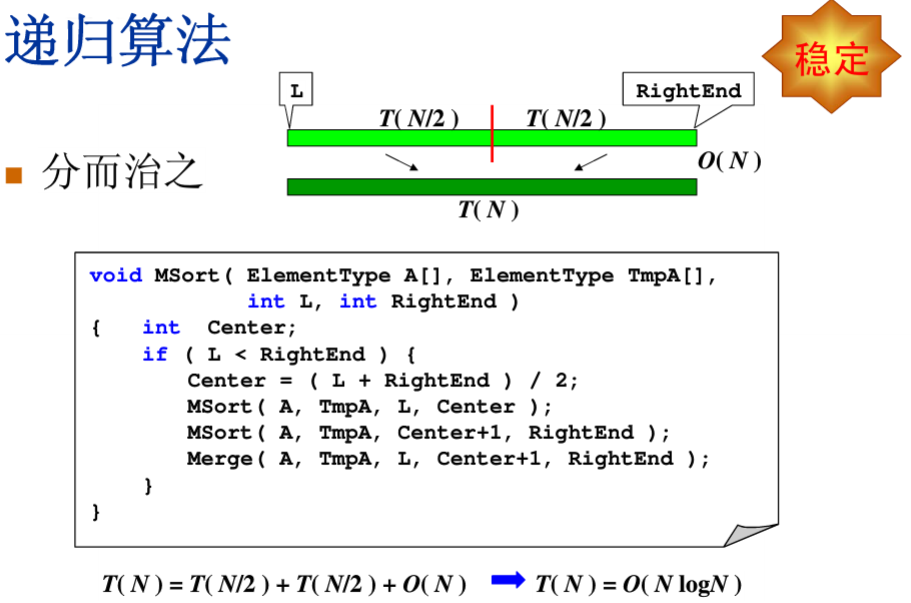 递归算法
稳定
L
RightEnd
T( N/2 ) T( N/2 )
O( N )
T( N )
■ 分而治之
void MSort( ElementType A[], ElementType TmpA[],
int L, int RightEnd )
{ int Center;
if ( L < RightEnd ) {
Center = ( L + RightEnd ) / 2;
MSort( A, TmpA, L, Center );
MSort( A, TmpA, Center+1, RightEnd );
Merge( A, TmpA, L, Center+1, RightEnd );
}
}
T( N ) = T( N/2 ) + T( N/2 ) + O( N ) ➡ T( N ) = O( N logN )